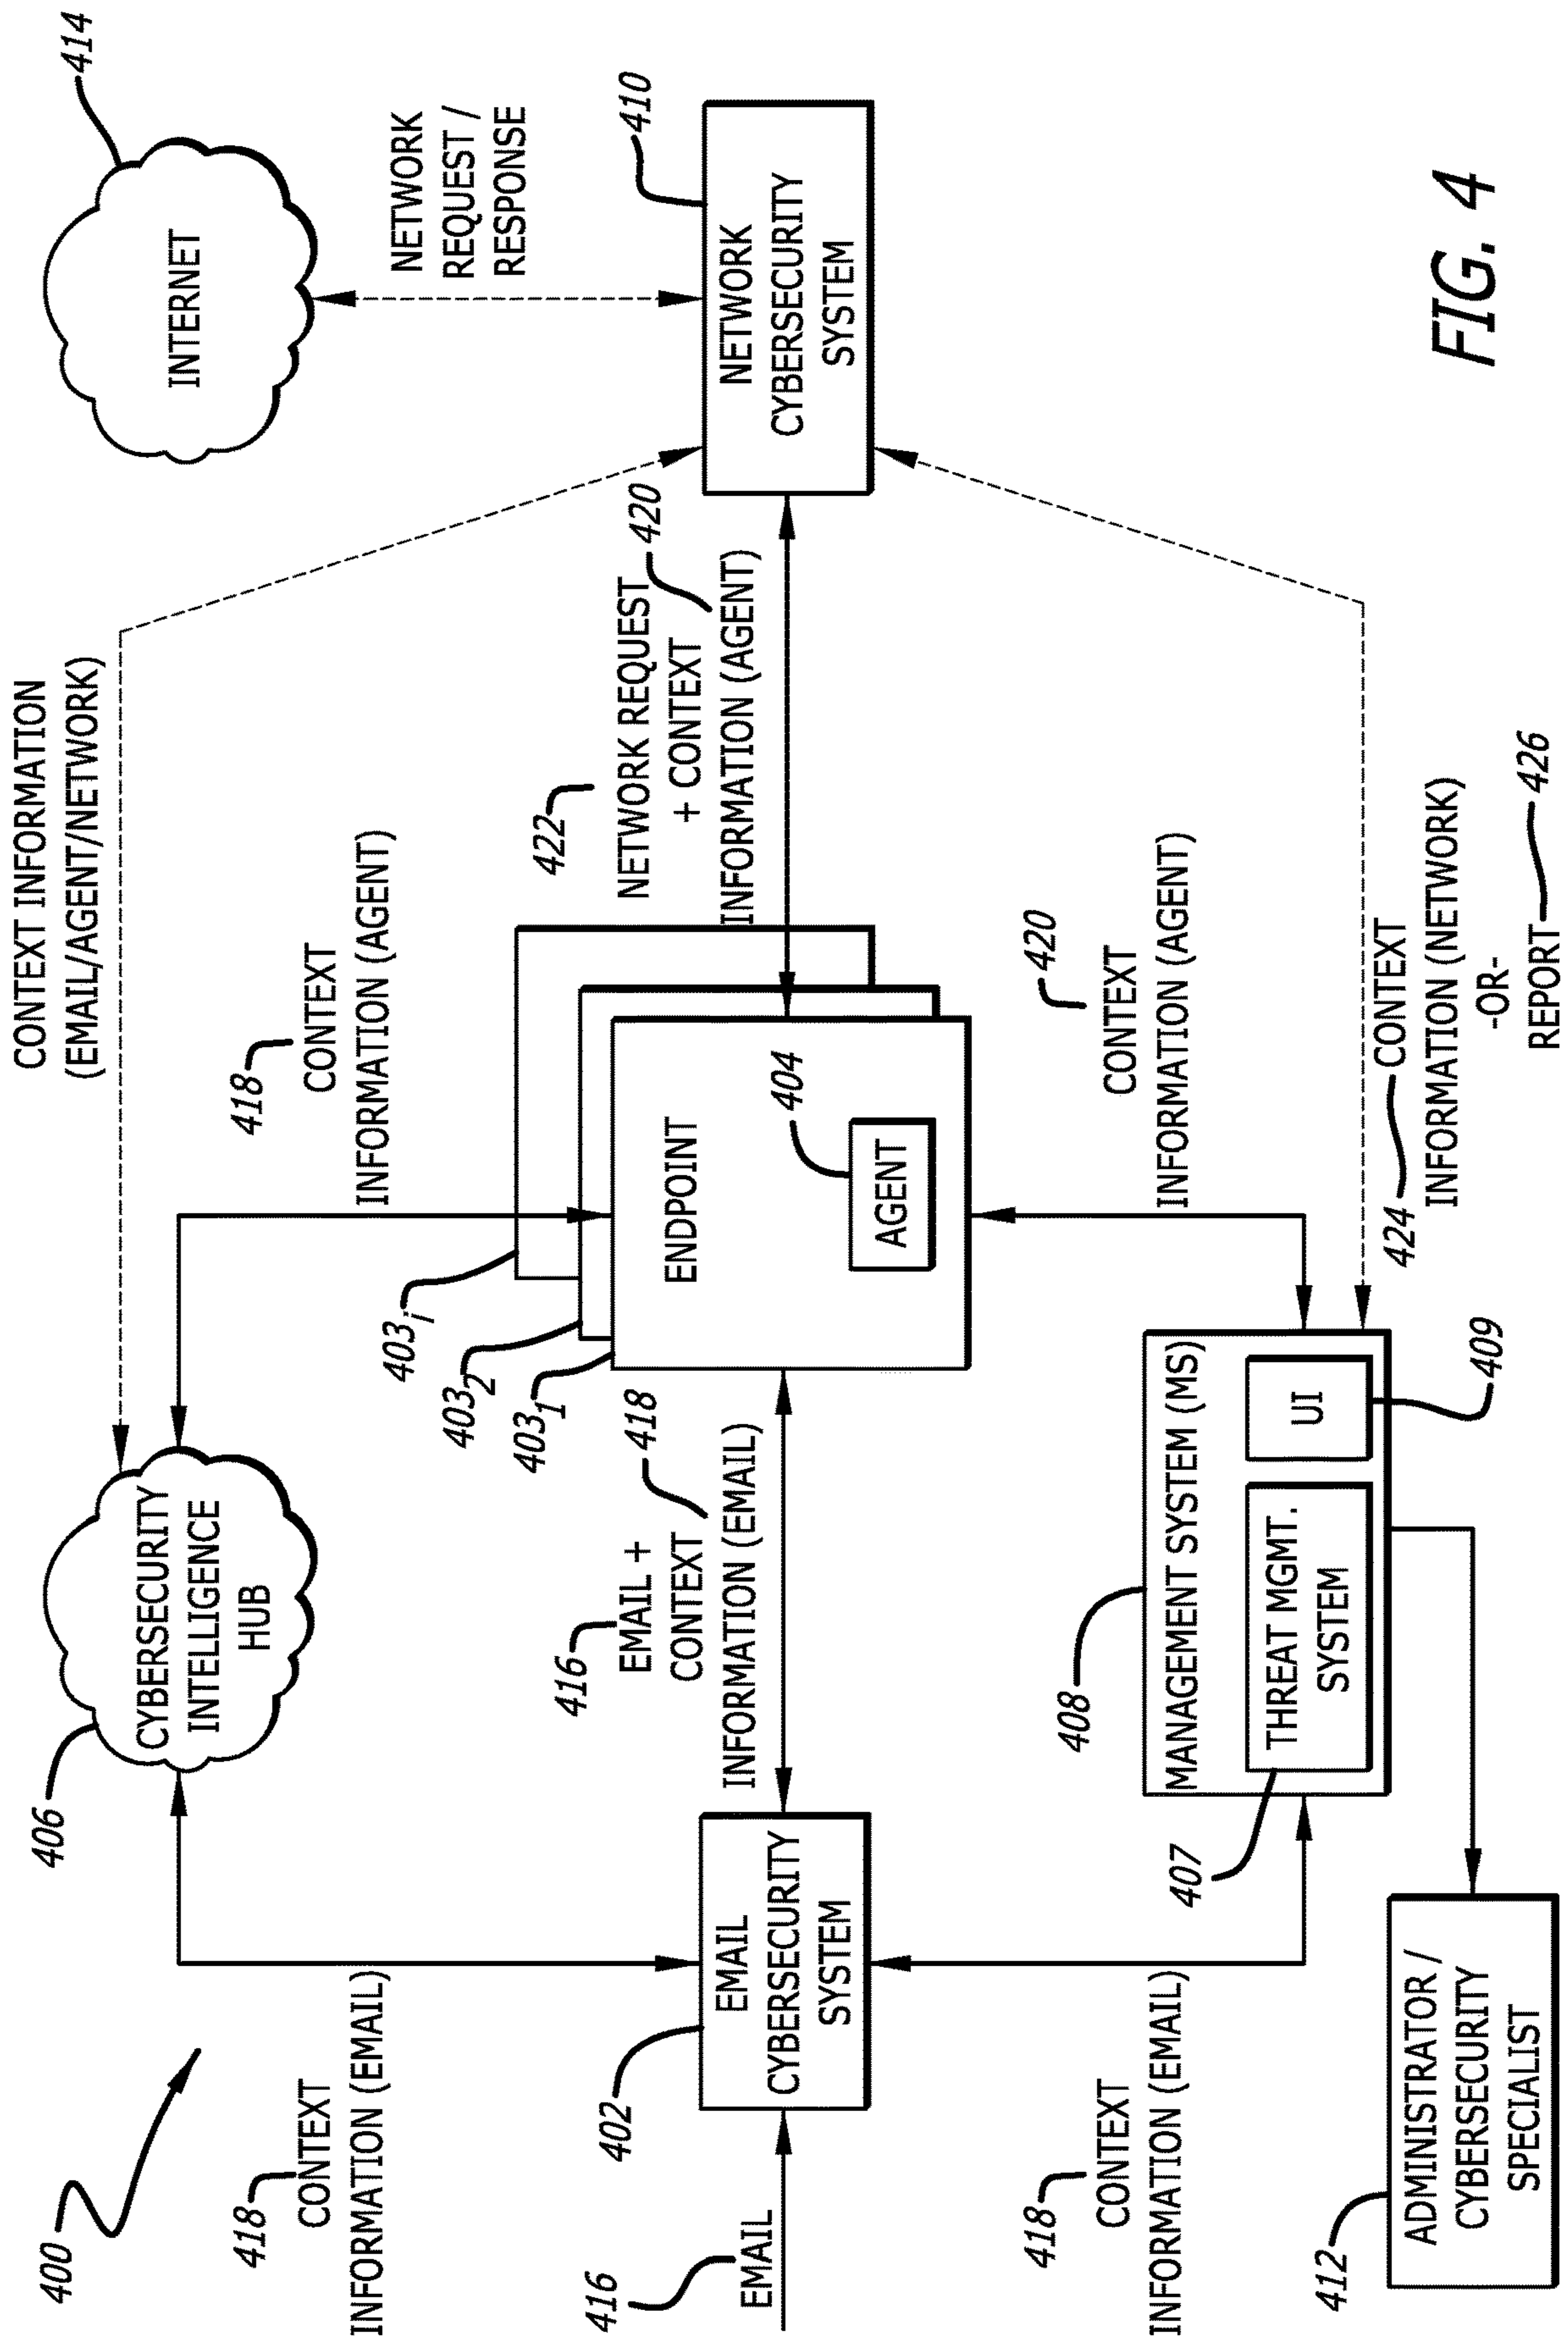 400
418
CONTEXT
INFORMATION (EMAIL)
406
CYBERSECURITY
INTELLIGENCE
HUB
CONTEXT INFORMATION
(EMAIL/AGENT/NETWORK)
418
CONTEXT
INFORMATION (AGENT)
INTERNET
414
NETWORK
REQUEST /
RESPONSE
416
EMAIL
402
EMAIL
CYBERSECURITY
SYSTEM
416
EMAIL +
CONTEXT
418
INFORMATION (EMAIL)
403i
4032
4031
ENDPOINT
404
AGENT
422
NETWORK REQUEST
+ CONTEXT
420
INFORMATION (AGENT)
410
NETWORK
CYBERSECURITY
SYSTEM
418
CONTEXT
INFORMATION (EMAIL)
408
MANAGEMENT SYSTEM (MS)
407
THREAT MGMT.
SYSTEM
UI
409
420
CONTEXT
INFORMATION (AGENT)
424
CONTEXT
INFORMATION (NETWORK)
-OR-
REPORT
426
412
ADMINISTRATOR /
CYBERSECURITY
SPECIALIST
FIG. 4